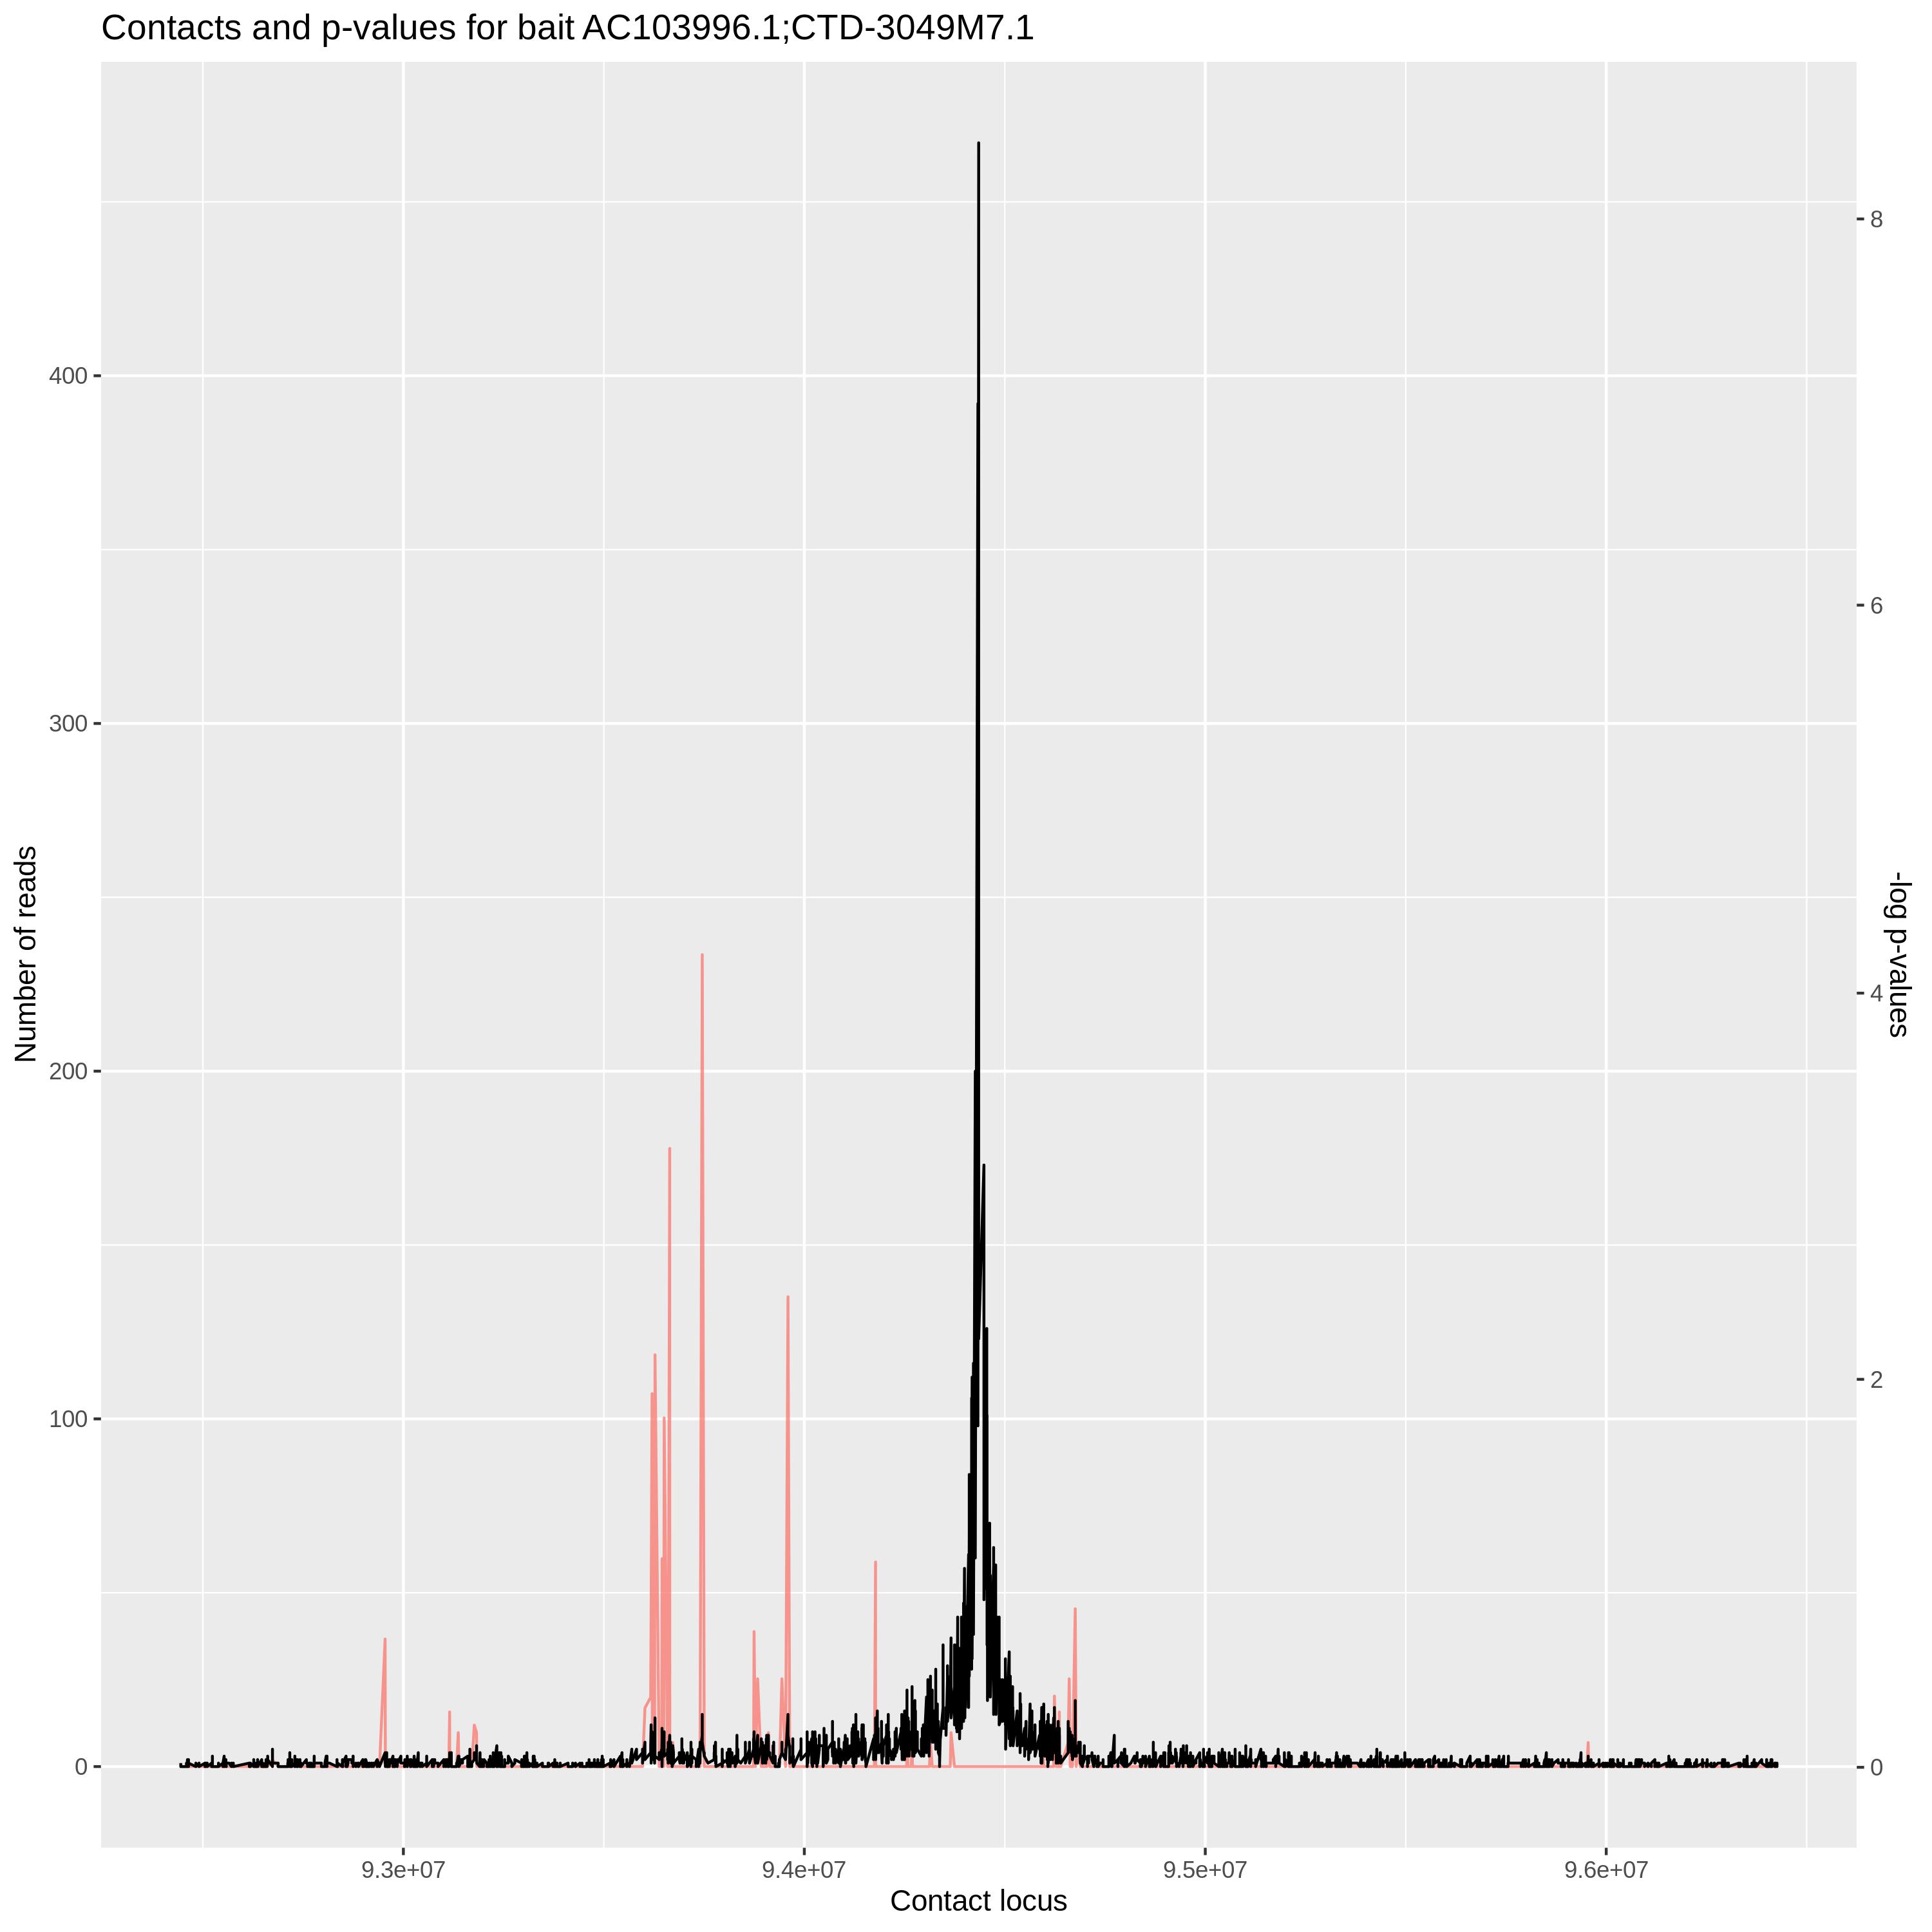 Contacts and p-values for bait AC103996.1;CTD-3049M7.1
Number of reads
400
300
200
100
0
8
6
4
2
0
-log p-values
9.3e+07 9.4e+07 9.5e+07 9.6e+07
Contact locus